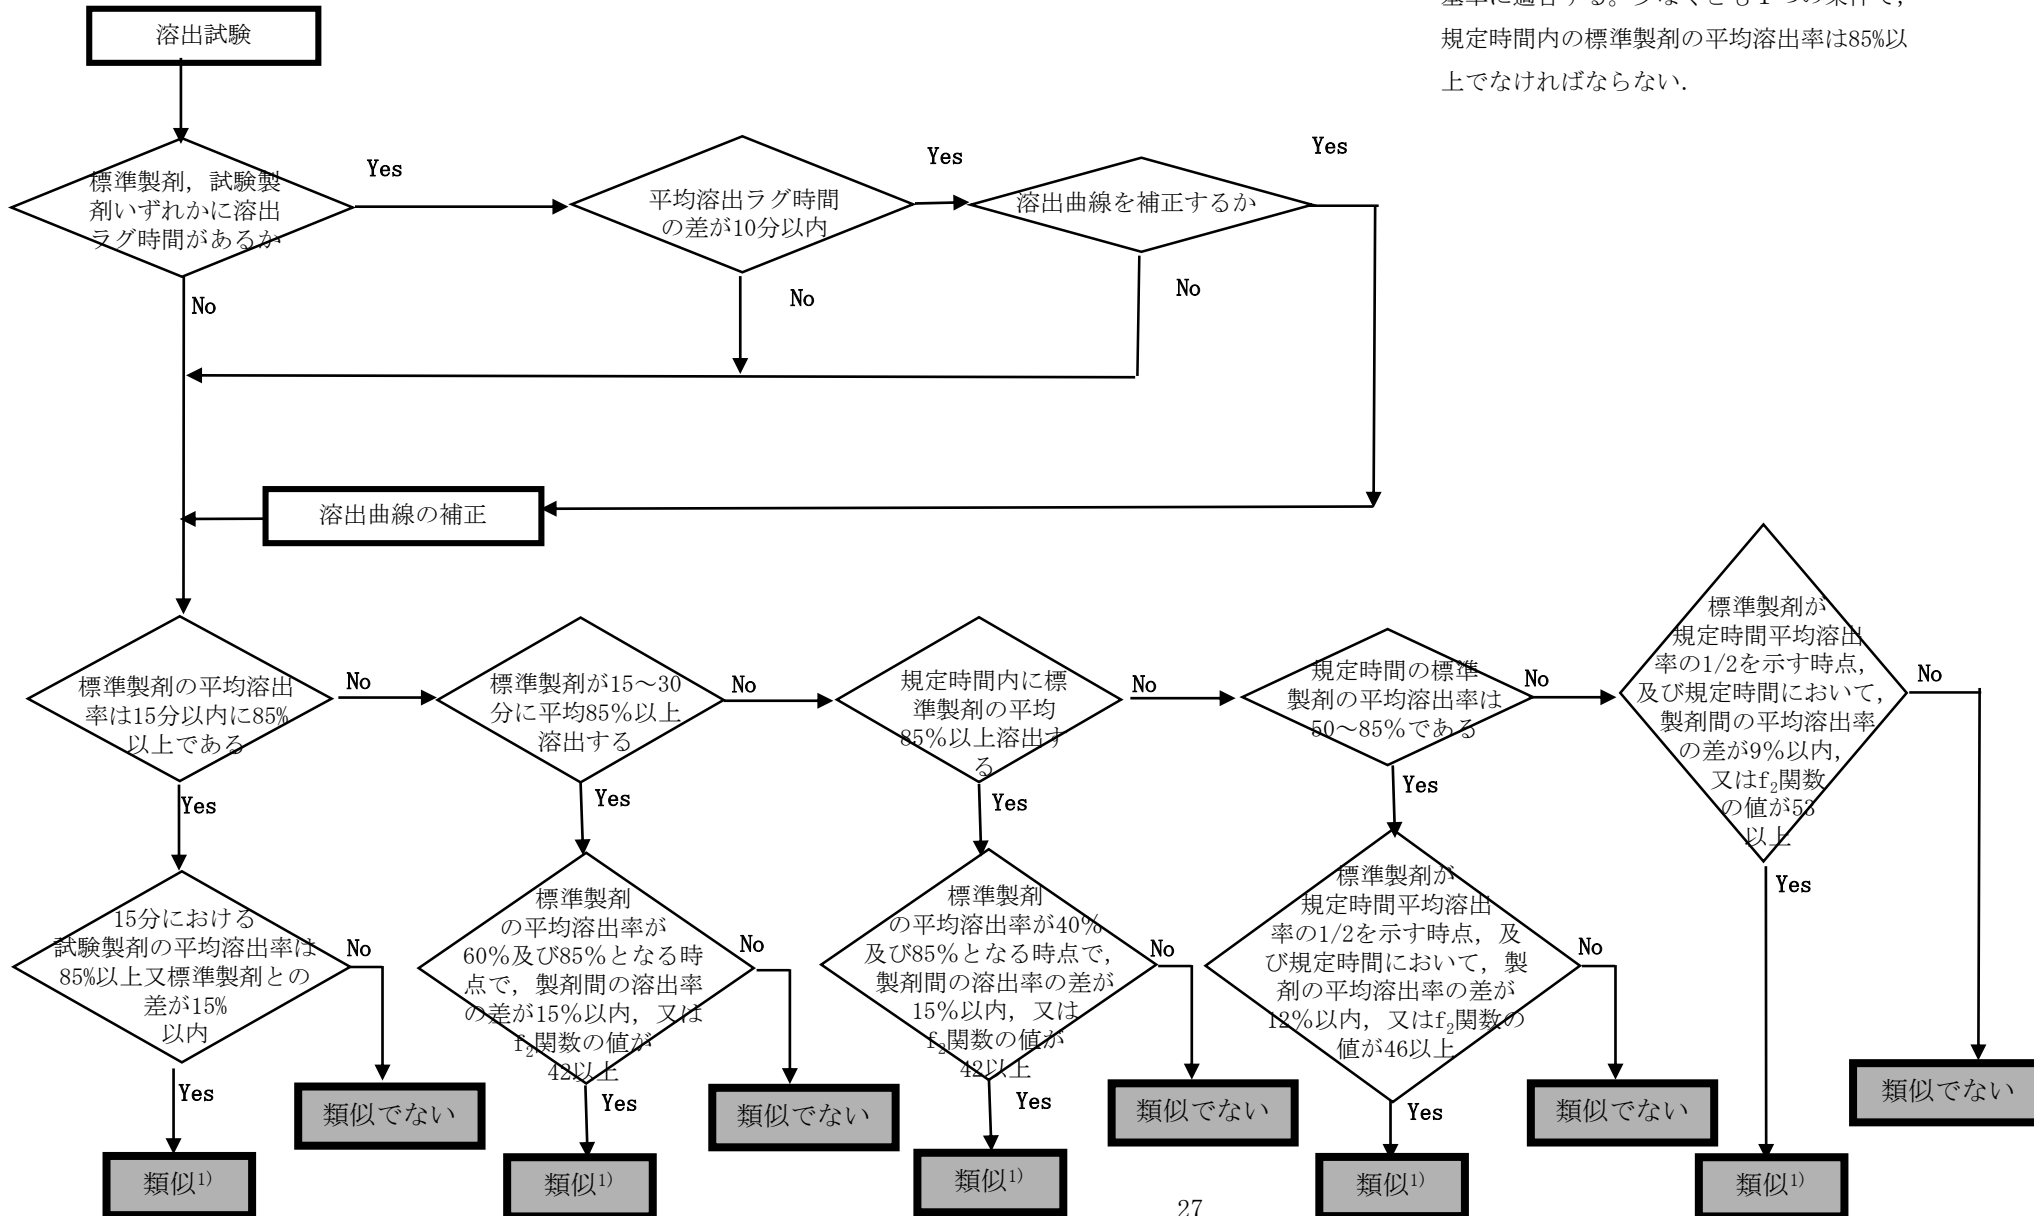 溶出試験
基準に適合する。少なくとも１つの条件で，
規定時間内の標準製剤の平均溶出率は85%以
上でなければならない．
標準製剤，試験製
剤いずれかに溶出
ラグ時間があるか
Yes
平均溶出ラグ時間
の差が10分以内
Yes
溶出曲線を補正するか
Yes
No
No
No
溶出曲線の補正
標準製剤の平均溶出
率は15分以内に85%
以上である
No
標準製剤が15～30
分に平均85％以上
溶出する
No
規定時間内に標
準製剤の平均
85％以上溶出す
る
No
規定時間の標準
製剤の平均溶出率は
50～85％である
No
標準製剤が
規定時間平均溶出
率の1/2を示す時点，
及び規定時間において，
製剤間の平均溶出率
の差が9％以内，
又はf₂関数
の値が53
以上
No
Yes
Yes
Yes
Yes
Yes
15分における
試験製剤の平均溶出率は
85%以上又標準製剤との
差が15%
以内
No
標準製剤
の平均溶出率が
60％及び85％となる時
点で，製剤間の溶出率
の差が15％以内，又は
f₂関数の値が
42以上
No
標準製剤
の平均溶出率が40％
及び85％となる時点で，
製剤間の溶出率の差が
15％以内，又は
f₂関数の値が
42以上
No
標準製剤が
規定時間平均溶出
率の1/2を示す時点，及
び規定時間において，製
剤の平均溶出率の差が
12％以内，又はf₂関数の
値が46以上
No
Yes
Yes
Yes
Yes
類似でない
類似でない
類似でない
類似でない
類似でない
類似1)
類似1)
類似1)
類似1)
類似1)
27